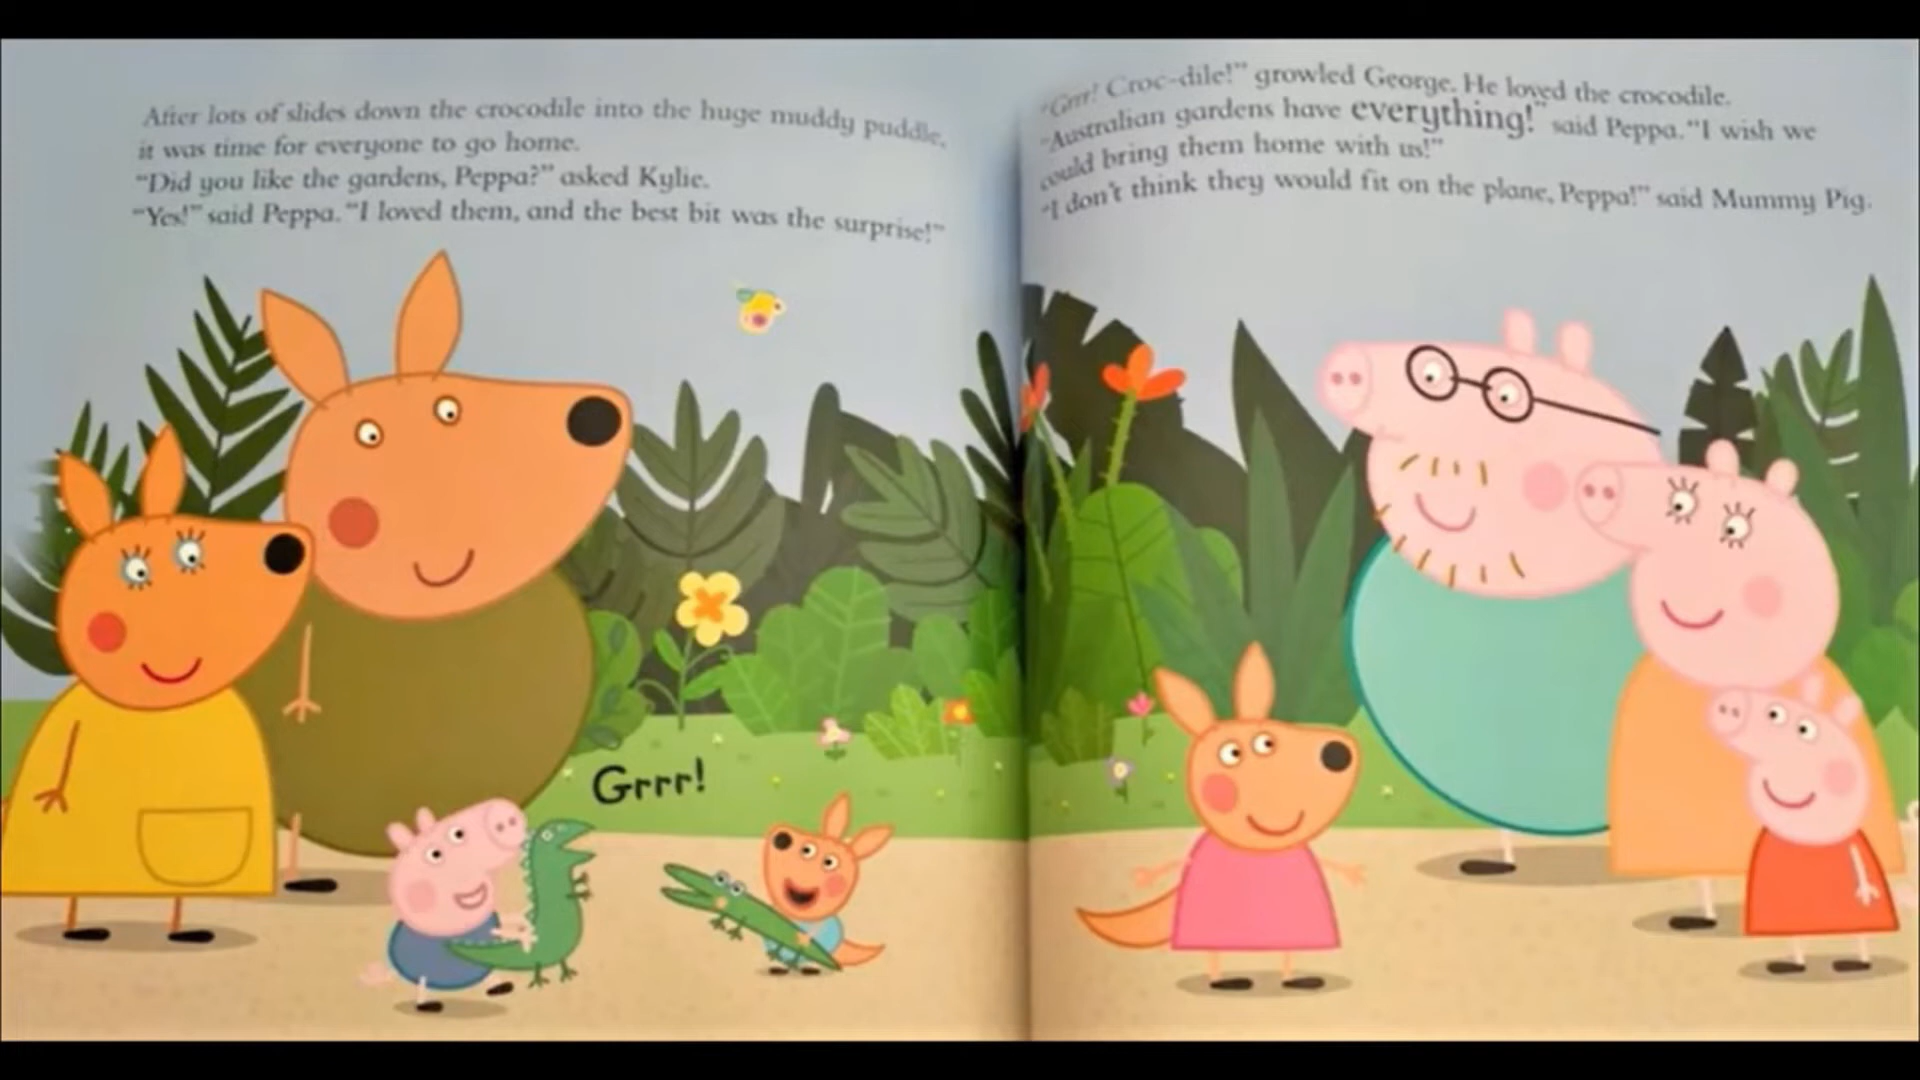 After lots of slides down the crocodile into the huge muddy puddle,
it was time for everyone to go home.
“Did you like the gardens, Peppa?” asked Kylie.
“Yes!” said Peppa. “I loved them, and the best bit was the surprise!”
Grrr!
“Grrr! Croc-dile!” growled George. He loved the crocodile.
“Australian gardens have everything!” said Peppa. “I wish we
could bring them home with us!”
“I don’t think they would fit on the plane, Peppa!” said Mummy Pig.